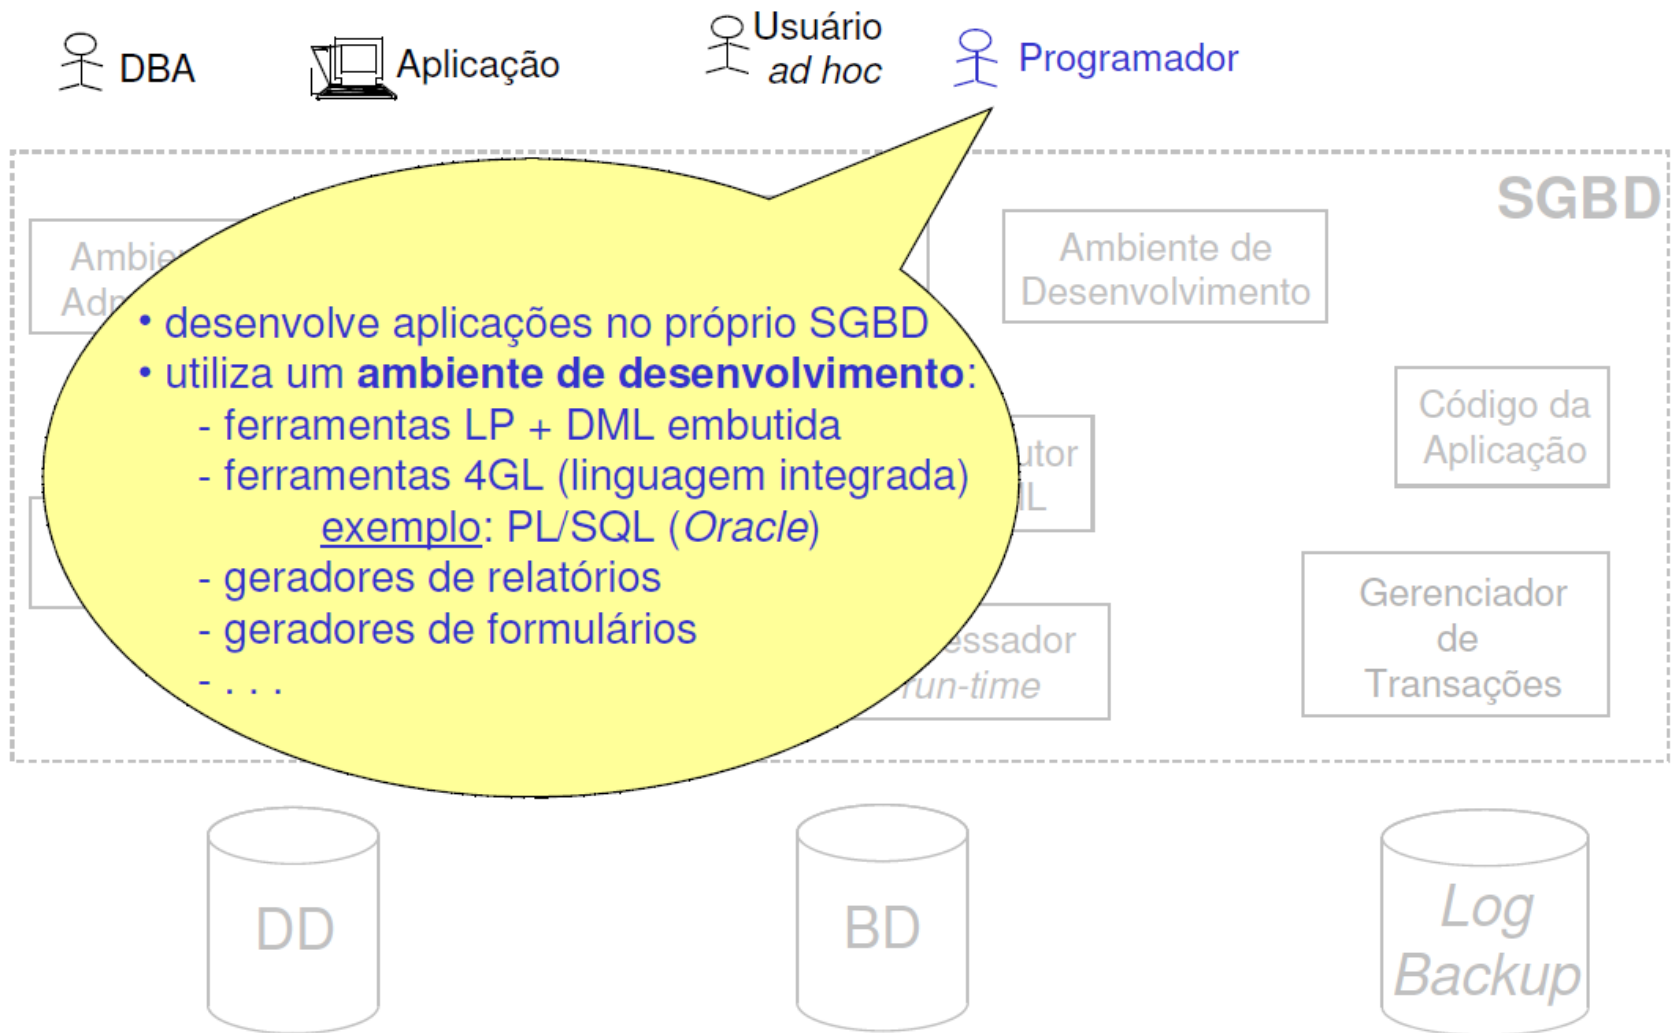 DBA
Aplicação
Usuário
ad hoc
Programador
SGBD
Ambiente de
Desenvolvimento
• desenvolve aplicações no próprio SGBD
• utiliza um ambiente de desenvolvimento:
- ferramentas LP + DML embutida
- ferramentas 4GL (linguagem integrada)
exemplo: PL/SQL (Oracle)
- geradores de relatórios
- geradores de formulários
- . . .
Código da
Aplicação
run-time
Gerenciador
de
Transações
DD
BD
Log
Backup